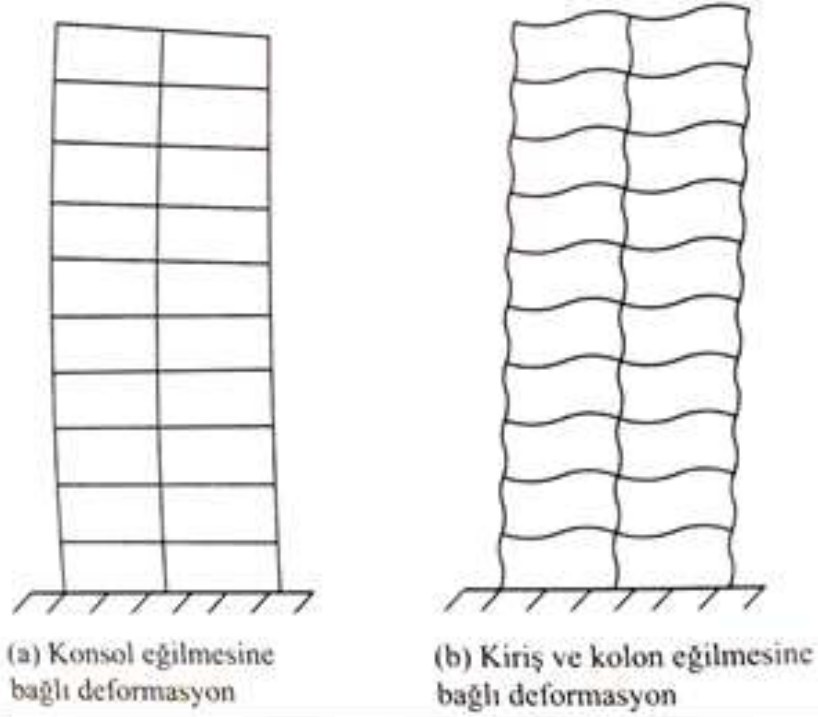 (a) Konsol eğilmesine
bağlı deformasyon
(b) Kiriş ve kolon eğilmesine
bağlı deformasyon